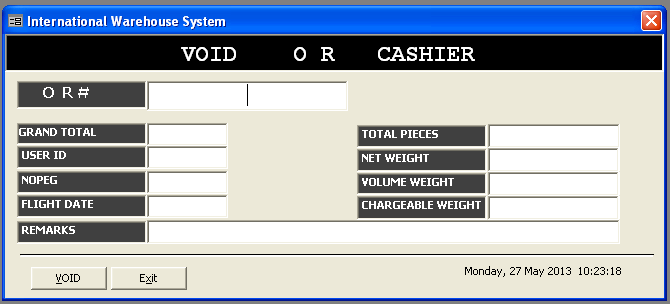 International Warehouse System
VOID O R CASHIER
O R #
GRAND TOTAL
USER ID
NOPEG
FLIGHT DATE
REMARKS
TOTAL PIECES
NET WEIGHT
VOLUME WEIGHT
CHARGEABLE WEIGHT
VOID Exit
Monday, 27 May 2013 10:23:18